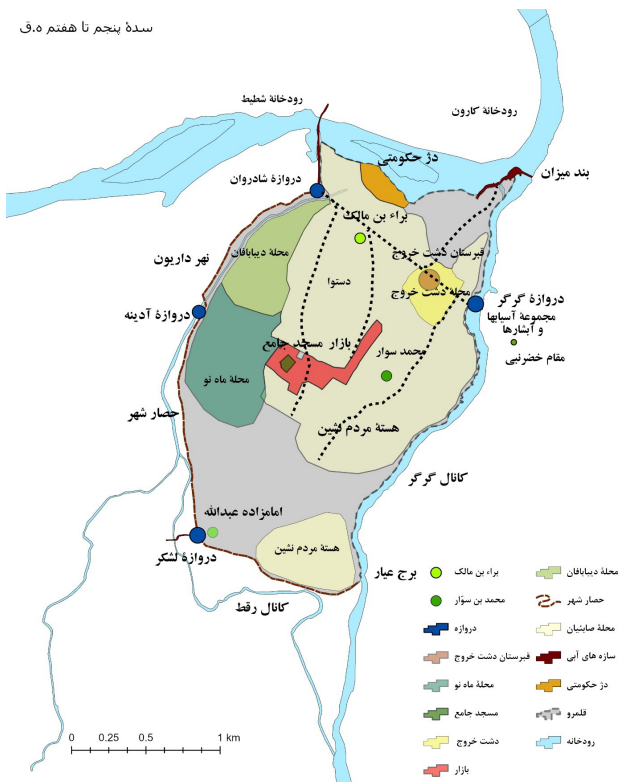 سدهٔ پنجم تا هفتم ه.ق
رودخانهٔ شطیط
رودخانهٔ کارون
دژ حکومتی
بند میزان
دروازهٔ شادروان
براء بن مالک
قبرستان دشت خروج
محلهٔ دیبابافان
نهر داریون
دستوا
محلهٔ دشت خروج
دروازهٔ گرگر
مجموعهٔ آسیابها
و آبشارها
دروازهٔ آدینه
مقام خضرنبی
بازار
مسجد جامع
محمد سوار
محلهٔ ماه نو
حصار شهر
هستهٔ مردم نشین
کانال گرگر
امامزاده عبدالله
هستهٔ مردم نشین
دروازهٔ لشکر
برج عیار
کانال رقط
محلهٔ دیبابافان
براء بن مالک
حصار شهر
محمد بن سوّار
محلهٔ صابئیان
دروازه
سازه های آبی
قبرستان دشت خروج
دژ حکومتی
محلهٔ ماه نو
قلمرو
مسجد جامع
رودخانه
دشت خروج
بازار
0 0.25 0.5 1 km